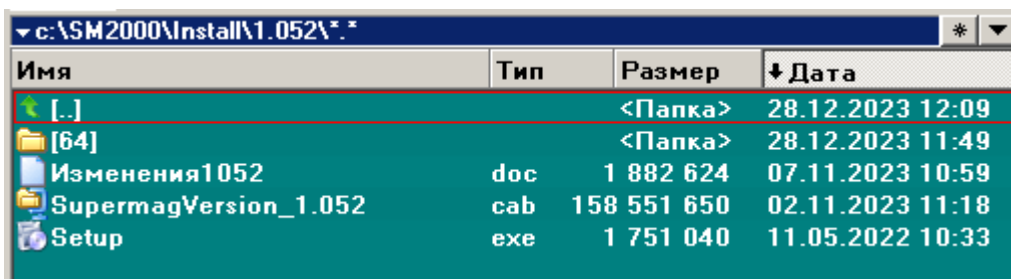 c:\SM2000\Install\1.052\*.*
Имя Тип Размер Дата
[..] <Папка> 28.12.2023 12:09
[64] <Папка> 28.12.2023 11:49
Изменения1052 doc 1 882 624 07.11.2023 10:59
SupermagVersion_1.052 cab 158 551 650 02.11.2023 11:18
Setup exe 1 751 040 11.05.2022 10:33